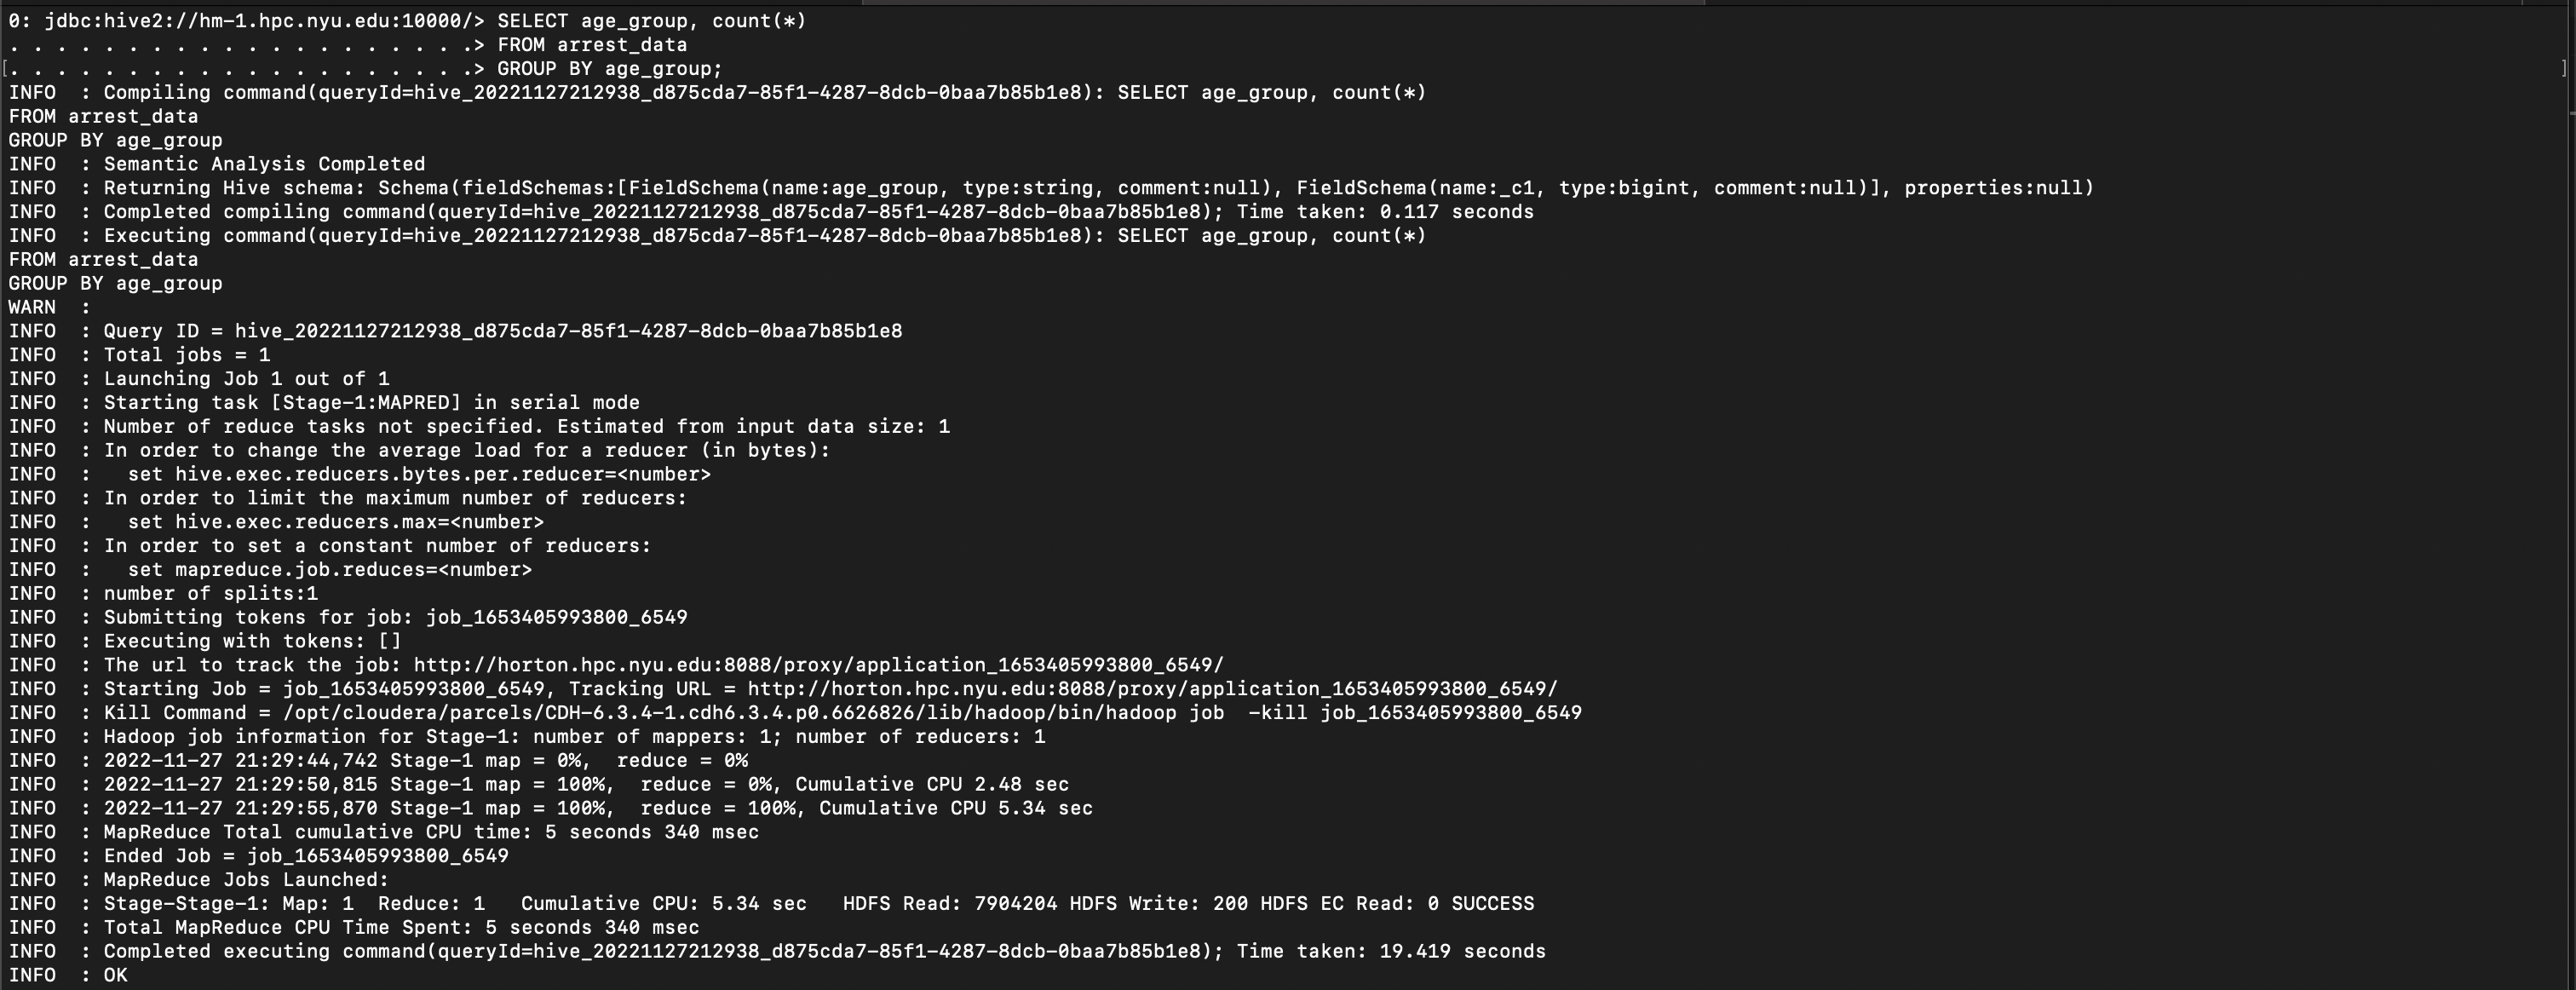 0: jdbc:hive2://hm-1.hpc.nyu.edu:10000/> SELECT age_group, count(*)
. . . . . . . . . . . . . . . . . . . .> FROM arrest_data
[. . . . . . . . . . . . . . . . . . . .> GROUP BY age_group; ]
INFO  : Compiling command(queryId=hive_20221127212938_d875cda7-85f1-4287-8dcb-0baa7b85b1e8): SELECT age_group, count(*)
FROM arrest_data
GROUP BY age_group
INFO  : Semantic Analysis Completed
INFO  : Returning Hive schema: Schema(fieldSchemas:[FieldSchema(name:age_group, type:string, comment:null), FieldSchema(name:_c1, type:bigint, comment:null)], properties:null)
INFO  : Completed compiling command(queryId=hive_20221127212938_d875cda7-85f1-4287-8dcb-0baa7b85b1e8); Time taken: 0.117 seconds
INFO  : Executing command(queryId=hive_20221127212938_d875cda7-85f1-4287-8dcb-0baa7b85b1e8): SELECT age_group, count(*)
FROM arrest_data
GROUP BY age_group
WARN  :
INFO  : Query ID = hive_20221127212938_d875cda7-85f1-4287-8dcb-0baa7b85b1e8
INFO  : Total jobs = 1
INFO  : Launching Job 1 out of 1
INFO  : Starting task [Stage-1:MAPRED] in serial mode
INFO  : Number of reduce tasks not specified. Estimated from input data size: 1
INFO  : In order to change the average load for a reducer (in bytes):
INFO  :   set hive.exec.reducers.bytes.per.reducer=<number>
INFO  : In order to limit the maximum number of reducers:
INFO  :   set hive.exec.reducers.max=<number>
INFO  : In order to set a constant number of reducers:
INFO  :   set mapreduce.job.reduces=<number>
INFO  : number of splits:1
INFO  : Submitting tokens for job: job_1653405993800_6549
INFO  : Executing with tokens: []
INFO  : The url to track the job: http://horton.hpc.nyu.edu:8088/proxy/application_1653405993800_6549/
INFO  : Starting Job = job_1653405993800_6549, Tracking URL = http://horton.hpc.nyu.edu:8088/proxy/application_1653405993800_6549/
INFO  : Kill Command = /opt/cloudera/parcels/CDH-6.3.4-1.cdh6.3.4.p0.6626826/lib/hadoop/bin/hadoop job  -kill job_1653405993800_6549
INFO  : Hadoop job information for Stage-1: number of mappers: 1; number of reducers: 1
INFO  : 2022-11-27 21:29:44,742 Stage-1 map = 0%,  reduce = 0%
INFO  : 2022-11-27 21:29:50,815 Stage-1 map = 100%,  reduce = 0%, Cumulative CPU 2.48 sec
INFO  : 2022-11-27 21:29:55,870 Stage-1 map = 100%,  reduce = 100%, Cumulative CPU 5.34 sec
INFO  : MapReduce Total cumulative CPU time: 5 seconds 340 msec
INFO  : Ended Job = job_1653405993800_6549
INFO  : MapReduce Jobs Launched:
INFO  : Stage-Stage-1: Map: 1  Reduce: 1   Cumulative CPU: 5.34 sec   HDFS Read: 7904204 HDFS Write: 200 HDFS EC Read: 0 SUCCESS
INFO  : Total MapReduce CPU Time Spent: 5 seconds 340 msec
INFO  : Completed executing command(queryId=hive_20221127212938_d875cda7-85f1-4287-8dcb-0baa7b85b1e8); Time taken: 19.419 seconds
INFO  : OK